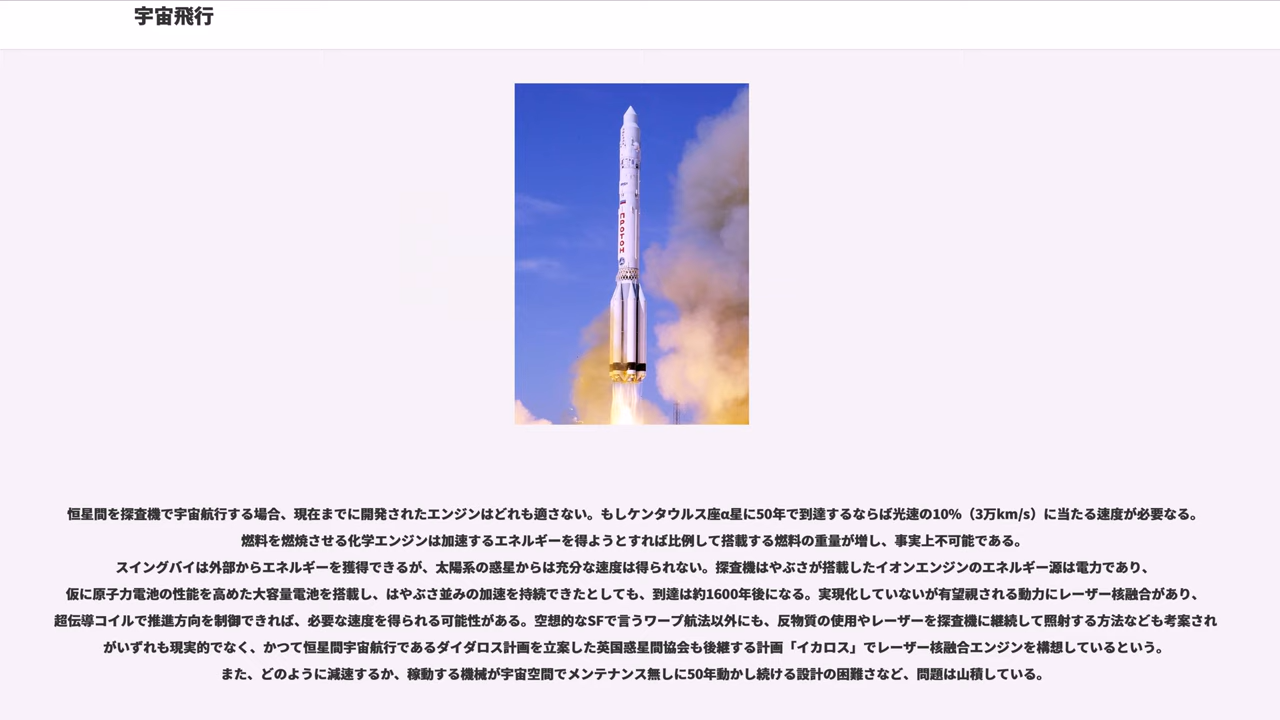 宇宙飛行
ПРОТОН
恒星間を探査機で宇宙航行する場合、現在までに開発されたエンジンはどれも適さない。もしケンタウルス座α星に50年で到達するならば光速の10%（3万km/s）に当たる速度が必要なる。
燃料を燃焼させる化学エンジンは加速するエネルギーを得ようとすれば比例して搭載する燃料の重量が増し、事実上不可能である。
スイングバイは外部からエネルギーを獲得できるが、太陽系の惑星からは充分な速度は得られない。探査機はやぶさが搭載したイオンエンジンのエネルギー源は電力であり、
仮に原子力電池の性能を高めた大容量電池を搭載し、はやぶさ並みの加速を持続できたとしても、到達は約1600年後になる。実現化していないが有望視される動力にレーザー核融合があり、
超伝導コイルで推進方向を制御できれば、必要な速度を得られる可能性がある。空想的なSFで言うワープ航法以外にも、反物質の使用やレーザーを探査機に継続して照射する方法なども考案され
がいずれも現実的でなく、かつて恒星間宇宙航行であるダイダロス計画を立案した英国惑星間協会も後継する計画「イカロス」でレーザー核融合エンジンを構想しているという。
また、どのように減速するか、稼動する機械が宇宙空間でメンテナンス無しに50年動かし続ける設計の困難さなど、問題は山積している。